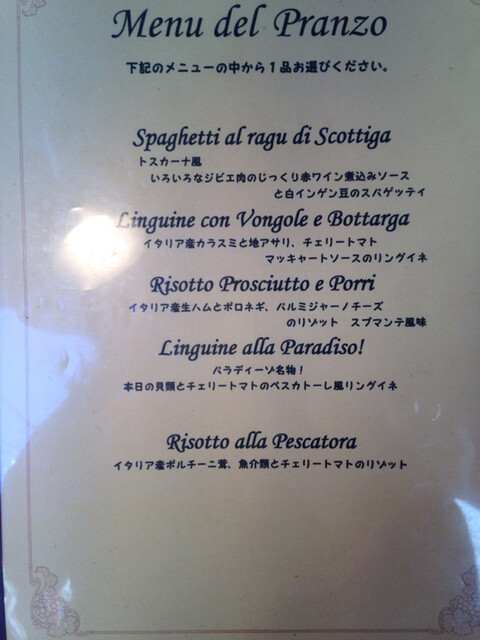 Menu del Pranzo
下記のメニューの中から１品お選びください。
Spaghetti al ragu di Scottiga
トスカーナ風
いろいろなジビエ肉のじっくり赤ワイン煮込みソース
と白インゲン豆のスパゲッティ
Linguine con Vongole e Bottarga
イタリア産カラスミと地アサリ、チェリートマト
マッキャートソースのリングイネ
Risotto Prosciutto e Porri
イタリア産生ハムとポロネギ、パルミジャーノチーズ
のリゾット　スプマンテ風味
Linguine alla Paradiso!
パラディーゾ名物！
本日の貝類とチェリートマトのペスカトーレ風リングイネ
Risotto alla Pescatora
イタリア産ポルチーニ茸、魚介類とチェリートマトのリゾット